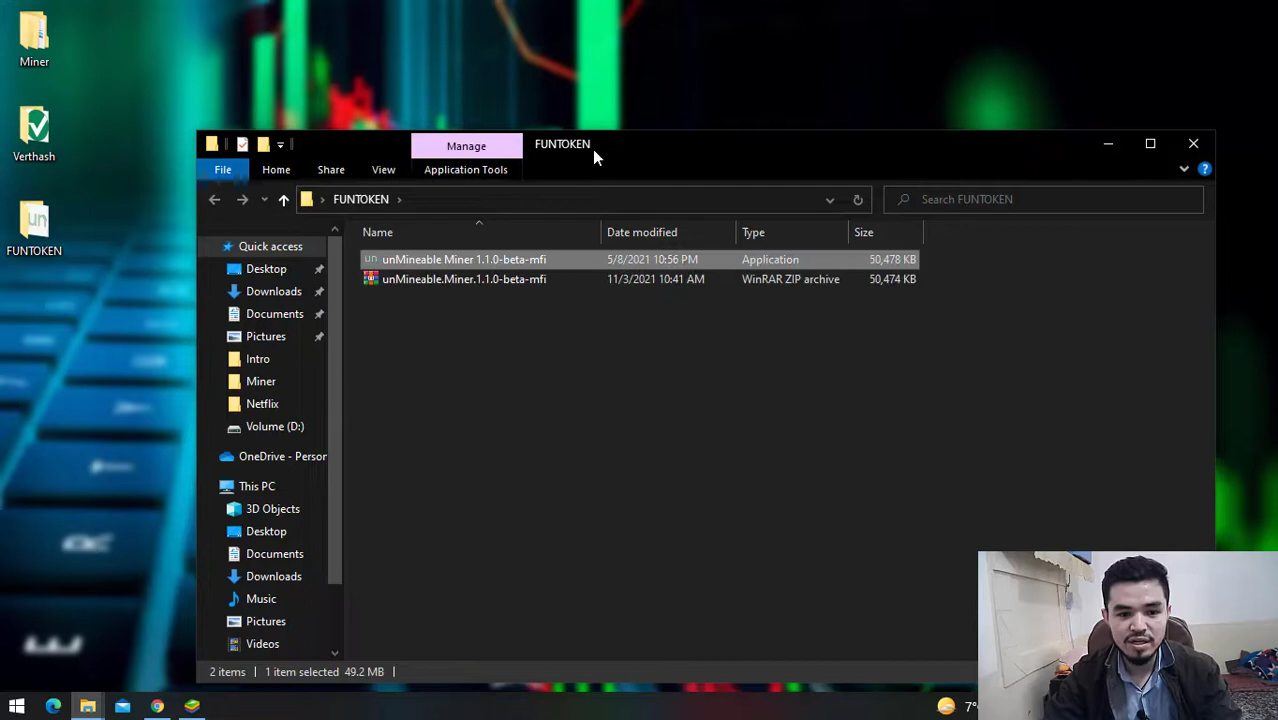 Miner
Verthash
un
FUNTOKEN
Manage
FUNTOKEN
File
Home
Share
View
Application Tools
FUNTOKEN
Search FUNTOKEN
Name
Date modified
Type
Size
un
unMineable Miner 1.1.0-beta-mfi
5/8/2021 10:56 PM
Application
50,478 KB
unMineable.Miner.1.1.0-beta-mfi
11/3/2021 10:41 AM
WinRAR ZIP archive
50,474 KB
Quick access
Desktop
Downloads
Documents
Pictures
Intro
Miner
Netflix
Volume (D:)
OneDrive - Person
This PC
3D Objects
Desktop
Documents
Downloads
Music
Pictures
Videos
2 items
1 item selected 49.2 MB
7°